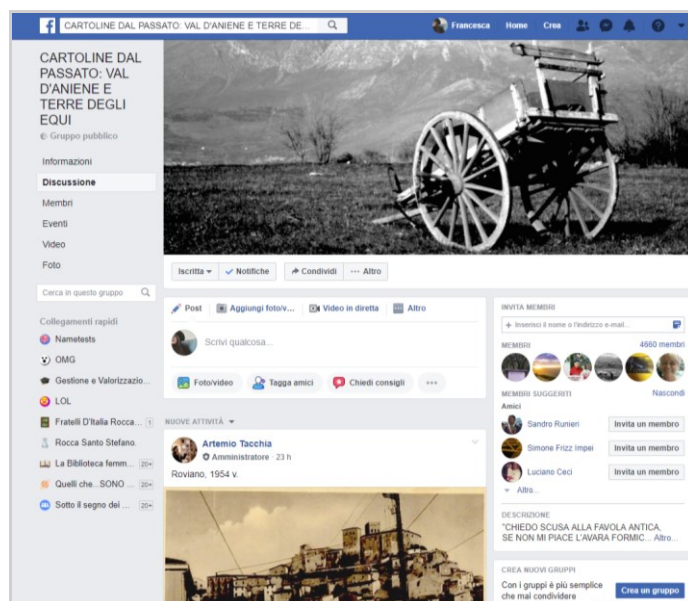 CARTOLINE DAL PASSATO: VAL D'ANIENE E TERRE DE...
Francesca
Home
Crea
CARTOLINE DAL
PASSATO: VAL
D'ANIENE E
TERRE DEGLI
EQUI
Gruppo pubblico
Informazioni
Discussione
Membri
Eventi
Video
Foto
Cerca in questo gruppo
Collegamenti rapidi
Nametests
OMG
Gestione e Valorizzazio...
LOL
Fratelli D'Italia Rocca... 1
Rocca Santo Stefano.
La Biblioteca femm... 20+
Quelli che...SONO ... 20+
Sotto il segno dei ... 20+
Iscritta
Notifiche
Condividi
Altro
Post
Aggiungi foto/v...
Video in diretta
Altro
Scrivi qualcosa...
Foto/video
Tagga amici
Chiedi consigli
NUOVE ATTIVITÀ
Artemio Tacchia
Amministratore · 23 h
Roviano, 1954 v.
INVITA MEMBRI
+ Inserisci il nome o l'indirizzo e-mail...
MEMBRI
4660 membri
MEMBRI SUGGERITI
Nascondi
Amici
Sandro Runieri
Invita un membro
Simone Frizz Impei
Invita un membro
Luciano Ceci
Invita un membro
Altro...
DESCRIZIONE
"CHIEDO SCUSA ALLA FAVOLA ANTICA,
SE NON MI PIACE L'AVARA FORMIC... Altro...
CREA NUOVI GRUPPI
Con i gruppi è più semplice
che mai condividere
Crea un gruppo